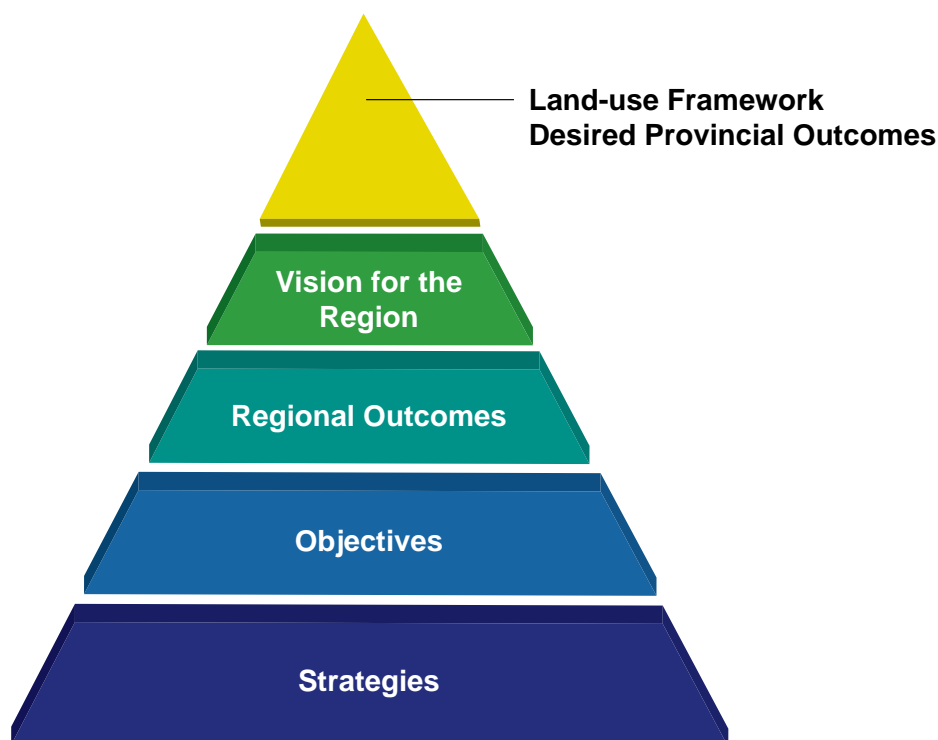 Land-use Framework
Desired Provincial Outcomes
Vision for the
Region
Regional Outcomes
Objectives
Strategies